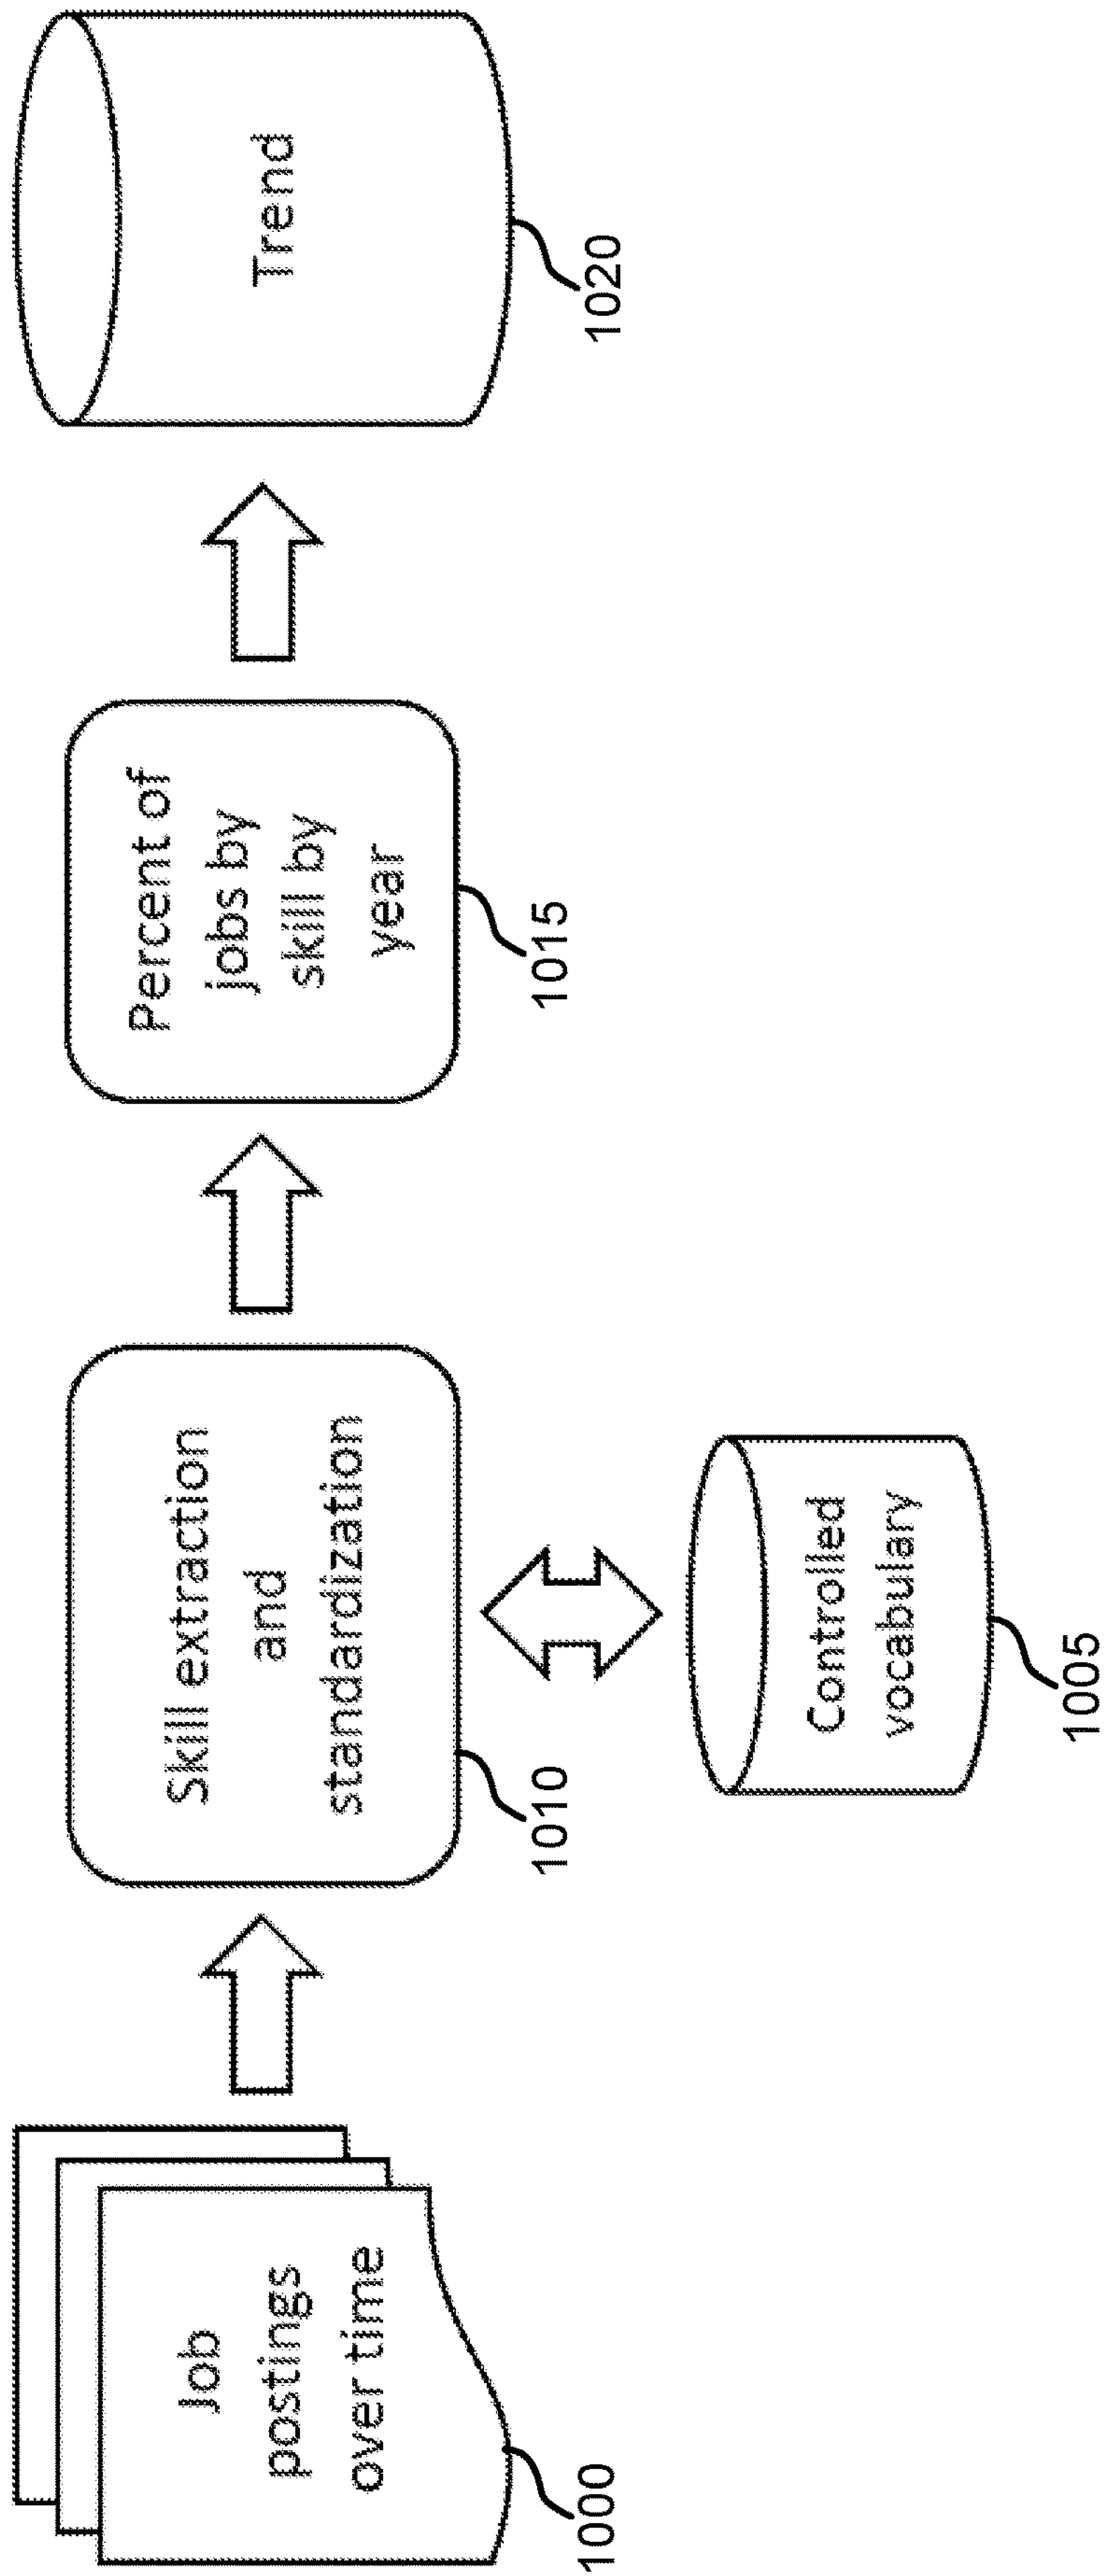 Job
postings
over time
1000
Skill extraction
and
standardization
1010
Controlled
vocabulary
1005
Percent of
jobs by
skill by
year
1015
Trend
1020